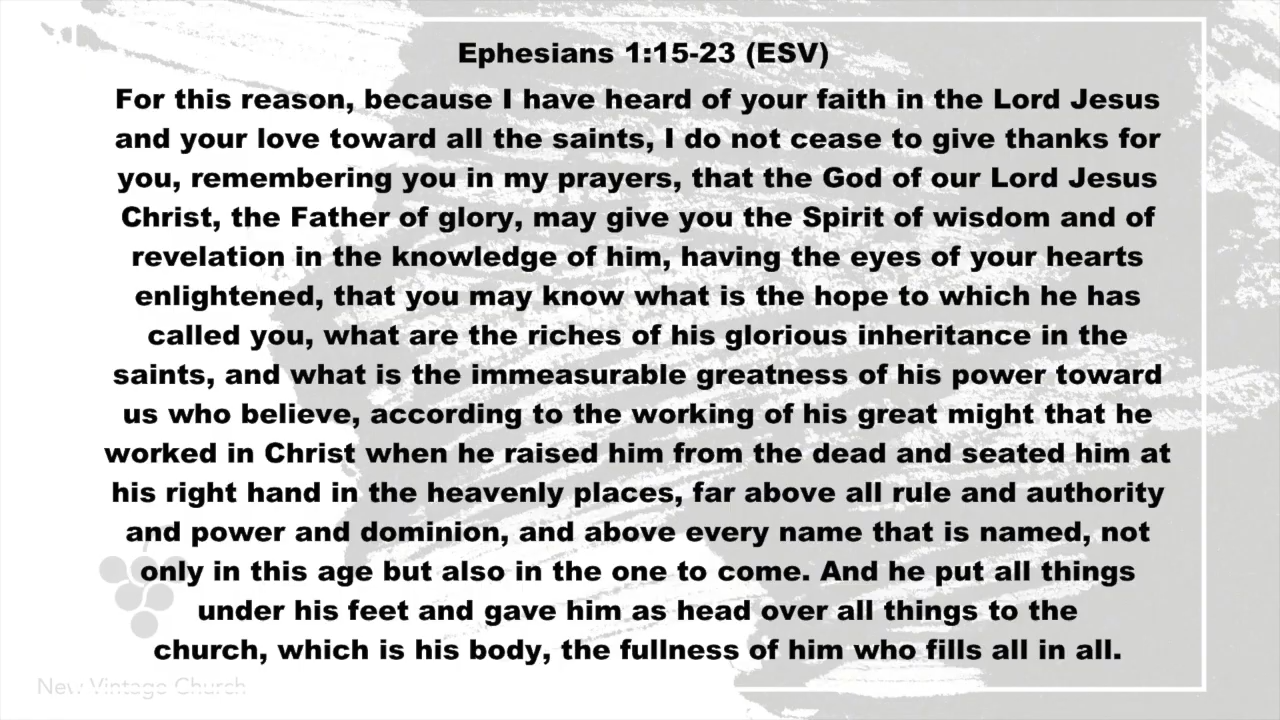 Ephesians 1:15-23 (ESV)
For this reason, because I have heard of your faith in the Lord Jesus
and your love toward all the saints, I do not cease to give thanks for
you, remembering you in my prayers, that the God of our Lord Jesus
Christ, the Father of glory, may give you the Spirit of wisdom and of
revelation in the knowledge of him, having the eyes of your hearts
enlightened, that you may know what is the hope to which he has
called you, what are the riches of his glorious inheritance in the
saints, and what is the immeasurable greatness of his power toward
us who believe, according to the working of his great might that he
worked in Christ when he raised him from the dead and seated him at
his right hand in the heavenly places, far above all rule and authority
and power and dominion, and above every name that is named, not
only in this age but also in the one to come. And he put all things
under his feet and gave him as head over all things to the
church, which is his body, the fullness of him who fills all in all.
New Vintage Church